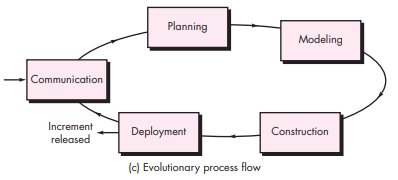 Planning
Modeling
Communication
Increment
released
Deployment
Construction
(c) Evolutionary process flow